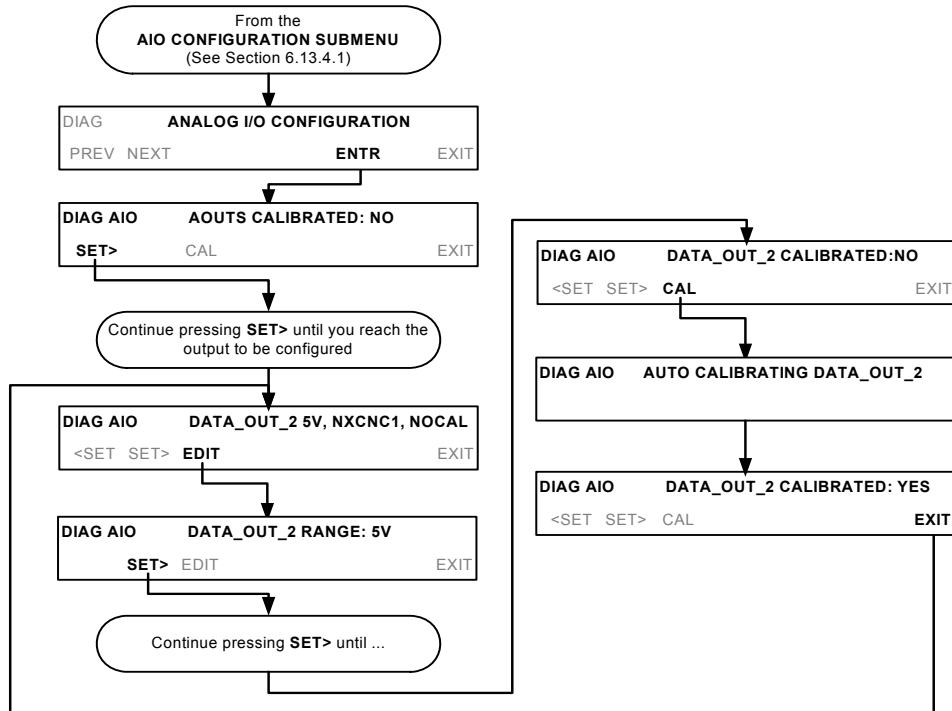 From the
AIO CONFIGURATION SUBMENU
(See Section 6.13.4.1)
DIAG ANALOG I/O CONFIGURATION
PREV NEXT ENTR EXIT
DIAG AIO AOUTS CALIBRATED: NO
SET> CAL EXIT
Continue pressing SET> until you reach the
output to be configured
DIAG AIO DATA_OUT_2 5V, NXCNC1, NOCAL
<SET SET> EDIT EXIT
DIAG AIO DATA_OUT_2 RANGE: 5V
SET> EDIT EXIT
Continue pressing SET> until ...
DIAG AIO DATA_OUT_2 CALIBRATED:NO
<SET SET> CAL EXIT
DIAG AIO AUTO CALIBRATING DATA_OUT_2
DIAG AIO DATA_OUT_2 CALIBRATED: YES
<SET SET> CAL EXIT